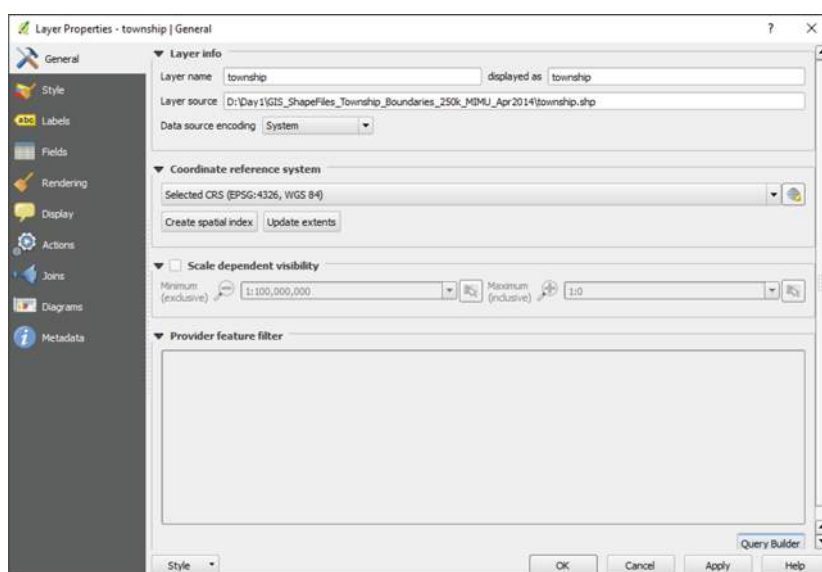 Layer Properties - township | General
? X
General
Style
Labels
Fields
Rendering
Display
Actions
Joins
Diagrams
Metadata
Layer info
Layer name township displayed as township
Layer source D:\Day1\GIS_ShapeFiles_Township_Boundaries_250k_MIMU_Apr2014\township.shp
Data source encoding System
Coordinate reference system
Selected CRS (EPSG:4326, WGS 84)
Create spatial index Update extents
Scale dependent visibility
Minimum (exclusive) 1:100,000,000 Maximum (inclusive) 1:0
Provider feature filter
Query Builder
Style OK Cancel Apply Help
abc